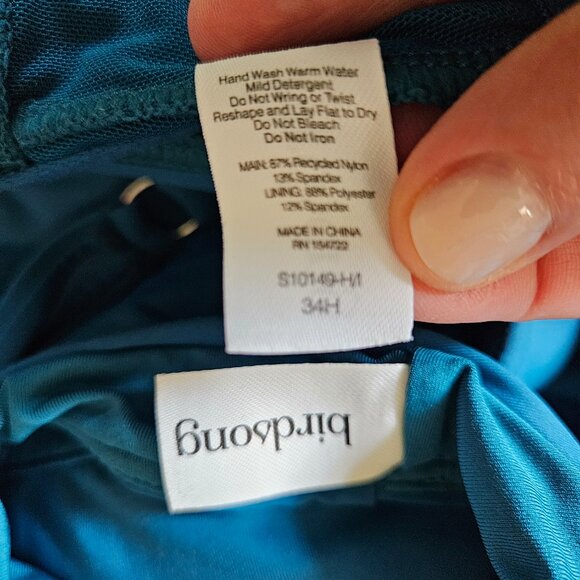 Hand Wash Warm Water
Mild Detergent
Do Not Wring or Twist
Reshape and Lay Flat to Dry
Do Not Bleach
Do Not Iron
MAIN: 87% Recycled Nylon
13% Spandex
LINING: 88% Polyester
12% Spandex
MADE IN CHINA
RN 154722
S10149-H/I
34H
birdsong